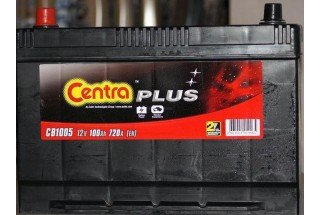 Centra PLUS
CB1005 12V 100Ah 720A (EN)